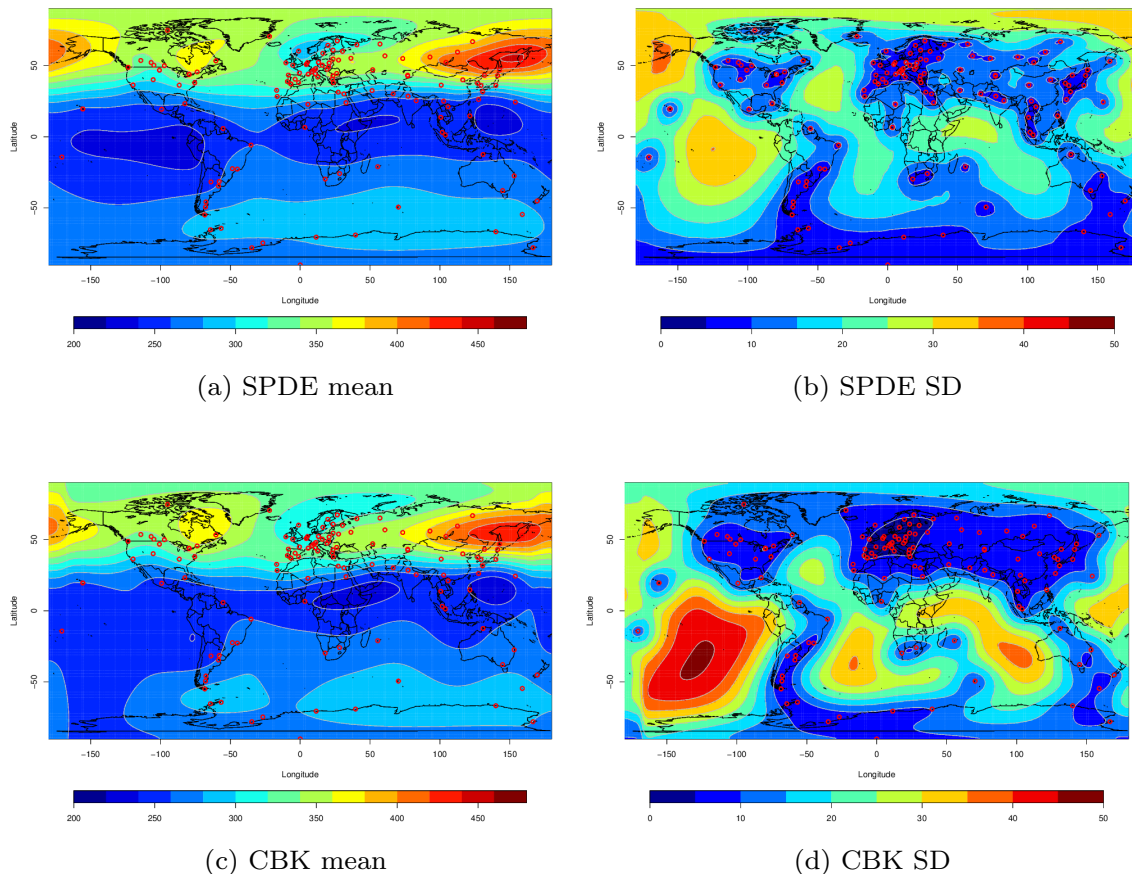 50
0
−50
Latitude
−150 −100 −50 0 50 100 150
Longitude
200 250 300 350 400 450
(a) SPDE mean
50
0
−50
Latitude
−150 −100 −50 0 50 100 150
Longitude
0 10 20 30 40 50
(b) SPDE SD
50
0
−50
Latitude
−150 −100 −50 0 50 100 150
Longitude
200 250 300 350 400 450
(c) CBK mean
50
0
−50
Latitude
−150 −100 −50 0 50 100 150
Longitude
0 10 20 30 40 50
(d) CBK SD